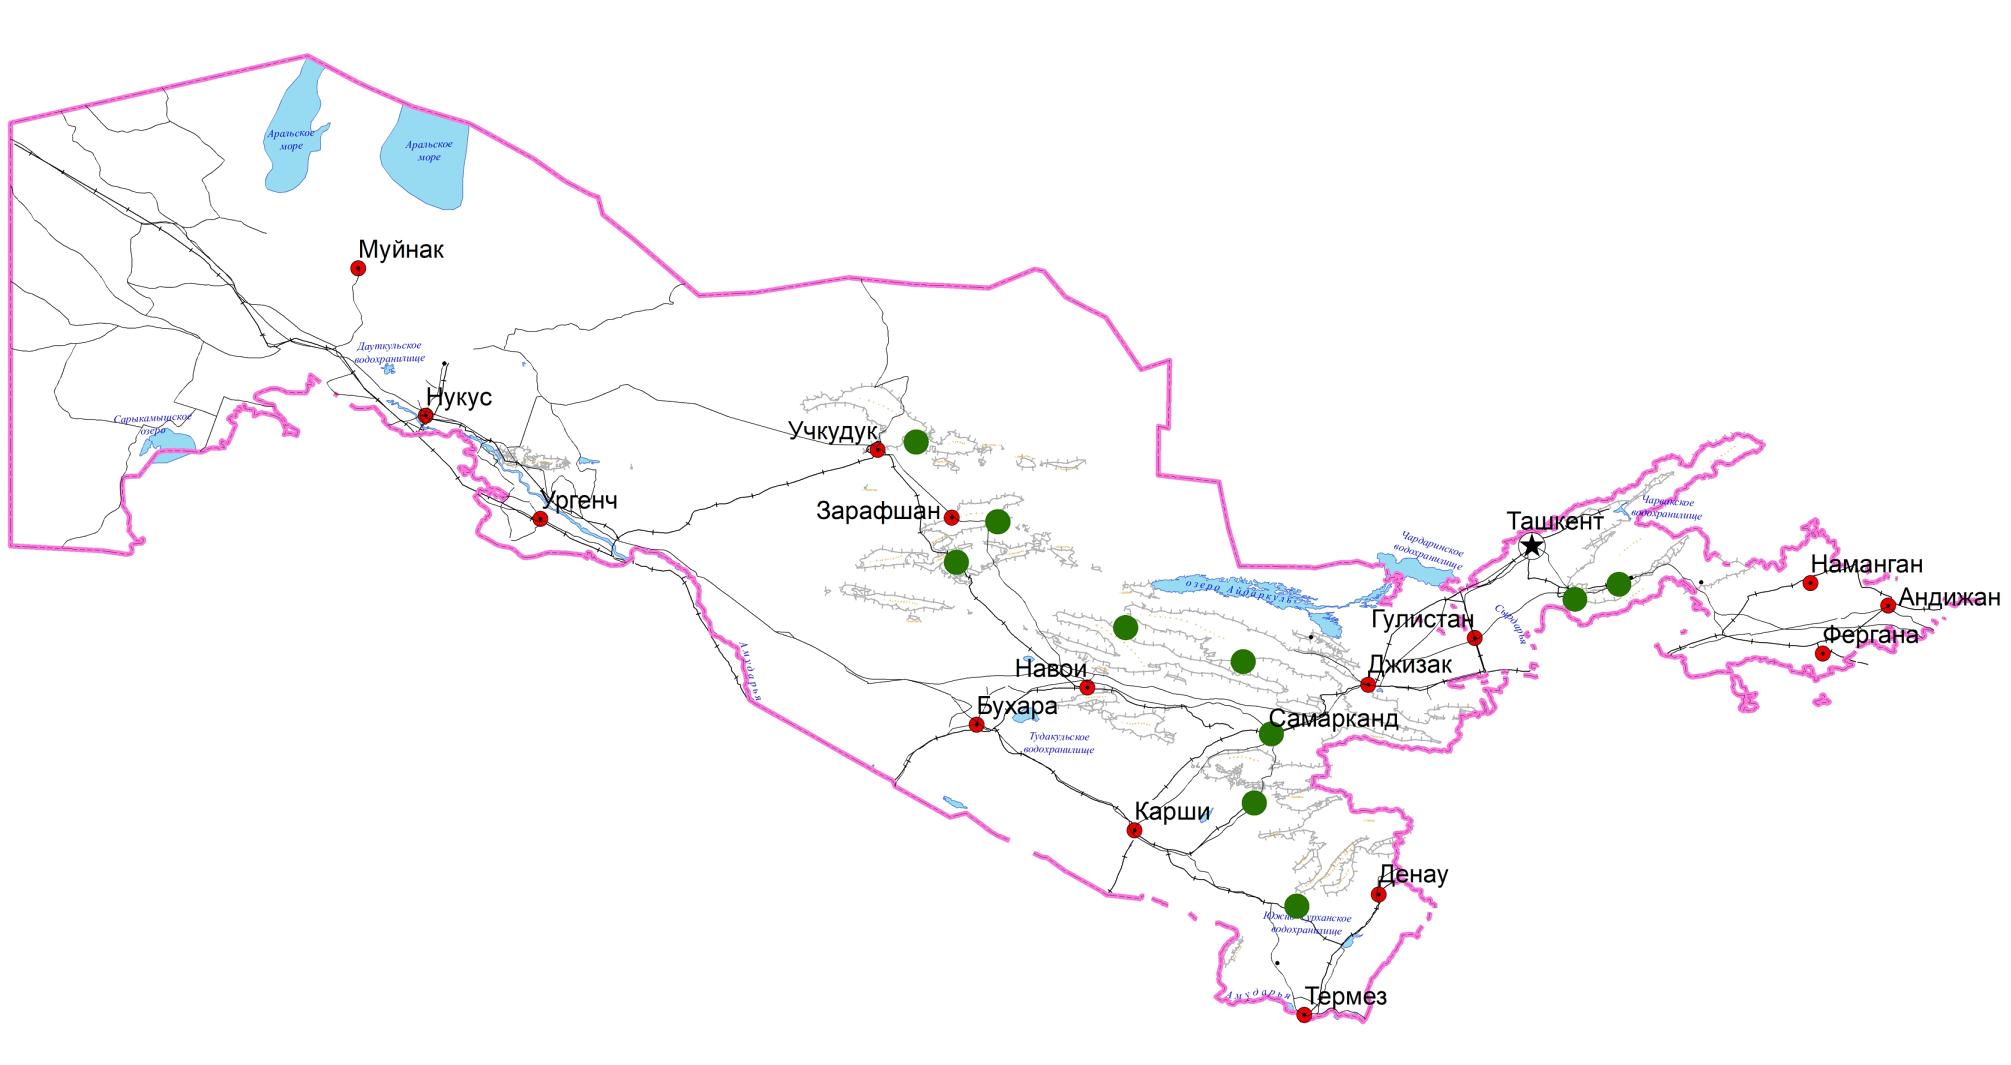 Аральское
море
Аральское
море
Муйнак
Дауткульское
водохранилище
Нукус
Сарыкамышское
озеро
Учкудук
Ургенч
Зарафшан
Чарвакское
водохранилище
Ташкент
Чардаринское
водохранилище
озеро Айдаркуль
Наманган
Андижан
Сырдарья
Гулистан
Фергана
Амударья
Навои
Джизак
Бухара
Самарканд
Тудакульское
водохранилище
Карши
Денау
водохранилище
Амударья
Термез